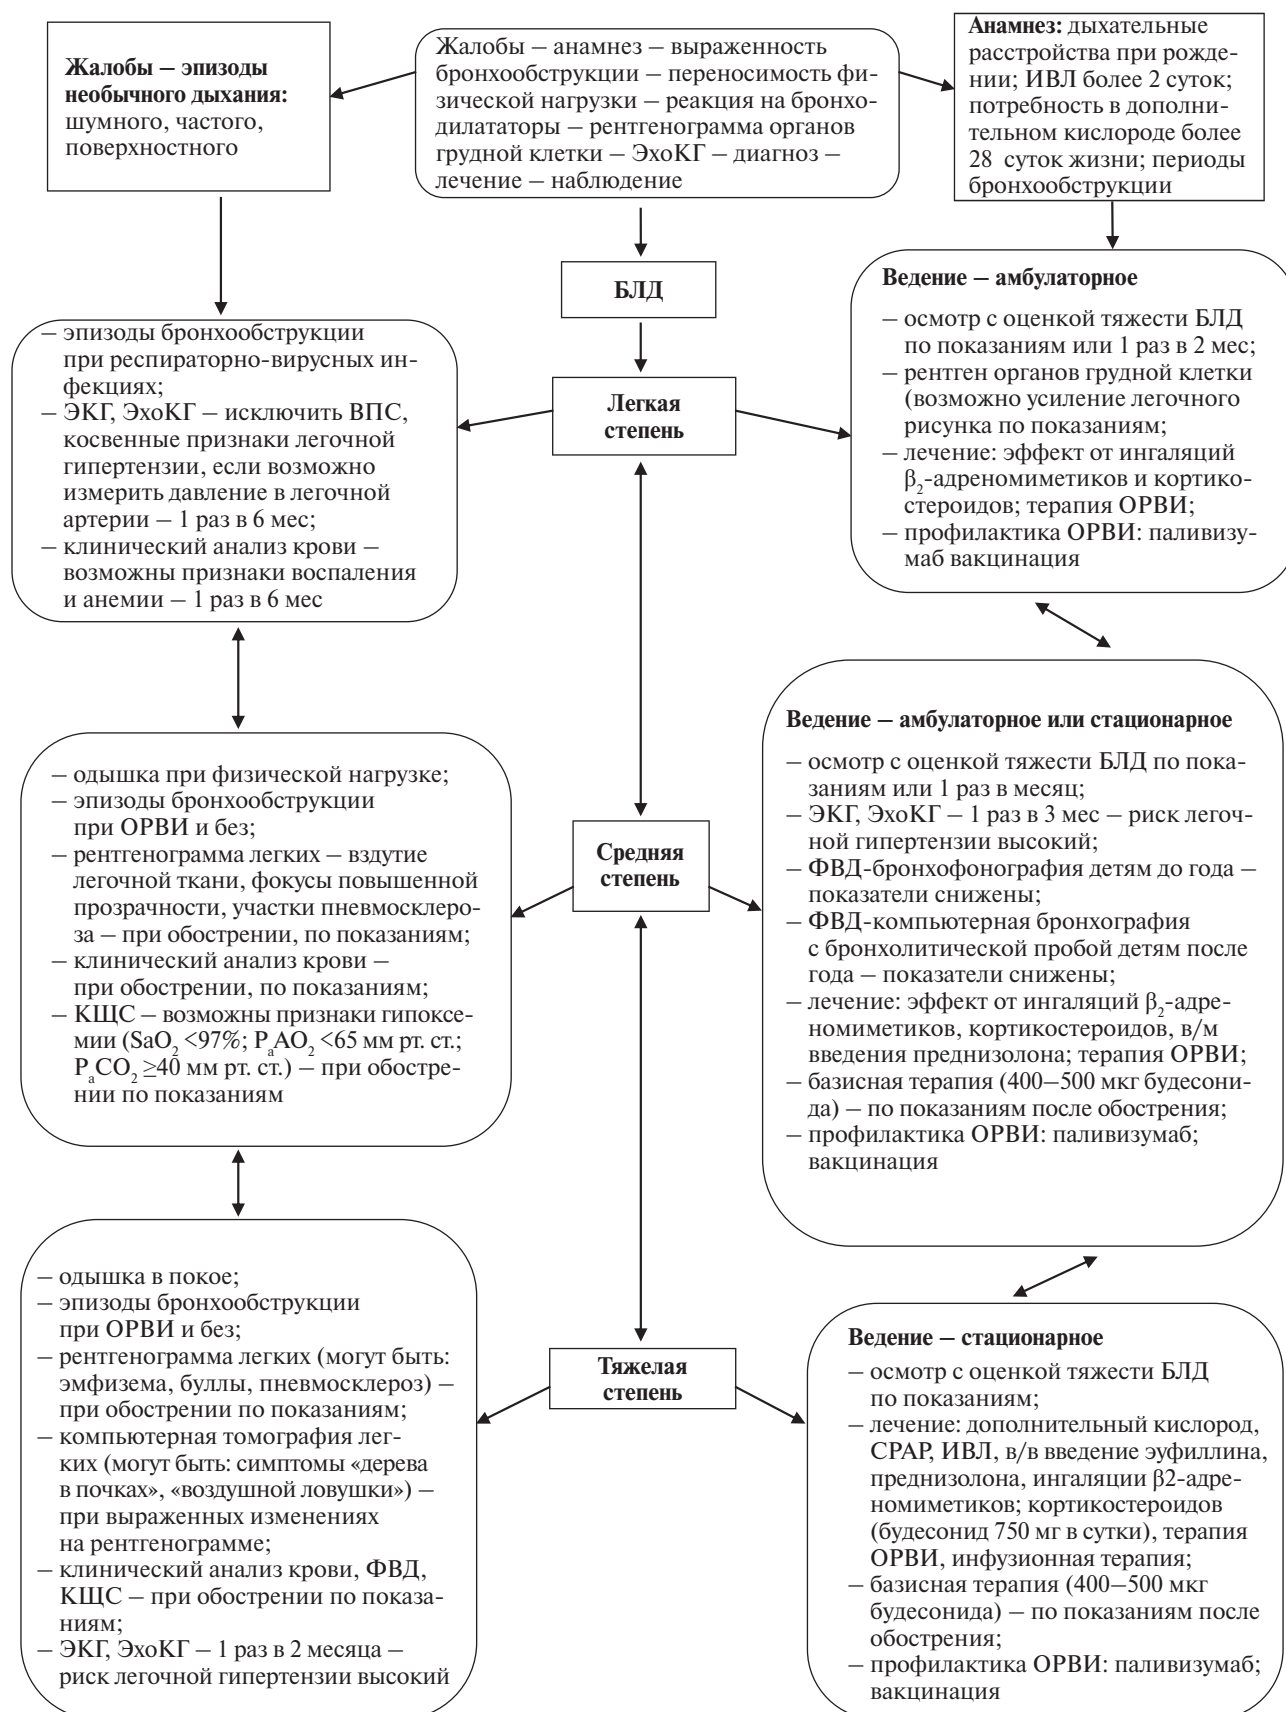 Жалобы – эпизоды
необычного дыхания:
шумного, частого,
поверхностного
Жалобы – анамнез – выраженность
бронхообструкции – переносимость фи-
зической нагрузки – реакция на бронхо-
дилататоры – рентгенограмма органов
грудной клетки – ЭхоКГ – диагноз –
лечение – наблюдение
Анамнез: дыхательные
расстройства при рожде-
нии; ИВЛ более 2 суток;
потребность в дополни-
тельном кислороде более
28 суток жизни; периоды
бронхообструкции
БЛД
Легкая
степень
– эпизоды бронхообструкции
при респираторно-вирусных ин-
фекциях;
– ЭКГ, ЭхоКГ – исключить ВПС,
косвенные признаки легочной
гипертензии, если возможно
измерить давление в легочной
артерии – 1 раз в 6 мес;
– клинический анализ крови –
возможны признаки воспаления
и анемии – 1 раз в 6 мес
Ведение – амбулаторное
– осмотр с оценкой тяжести БЛД
по показаниям или 1 раз в 2 мес;
– рентген органов грудной клетки
(возможно усиление легочного
рисунка по показаниям;
– лечение: эффект от ингаляций
β₂-адреномиметиков и кортико-
стероидов; терапия ОРВИ;
– профилактика ОРВИ: паливизу-
маб вакцинация
Средняя
степень
– одышка при физической нагрузке;
– эпизоды бронхообструкции
при ОРВИ и без;
– рентгенограмма легких – вздутие
легочной ткани, фокусы повышенной
прозрачности, участки пневмосклеро-
за – при обострении, по показаниям;
– клинический анализ крови –
при обострении, по показаниям;
– КЩС – возможны признаки гипоксе-
мии (SaO₂ <97%; PₐAO₂ <65 мм рт. ст.;
PₐCO₂ ≥40 мм рт. ст.) – при обостре-
нии по показаниям
Ведение – амбулаторное или стационарное
– осмотр с оценкой тяжести БЛД по пока-
заниям или 1 раз в месяц;
– ЭКГ, ЭхоКГ – 1 раз в 3 мес – риск легоч-
ной гипертензии высокий;
– ФВД-бронхофонография детям до года –
показатели снижены;
– ФВД-компьютерная бронхография
с бронхолитической пробой детям после
года – показатели снижены;
– лечение: эффект от ингаляций β₂-адре-
номиметиков, кортикостероидов, в/м
введения преднизолона; терапия ОРВИ;
– базисная терапия (400–500 мкг будесони-
да) – по показаниям после обострения;
– профилактика ОРВИ: паливизумаб;
вакцинация
Тяжелая
степень
– одышка в покое;
– эпизоды бронхообструкции
при ОРВИ и без;
– рентгенограмма легких (могут быть:
эмфизема, буллы, пневмосклероз) –
при обострении по показаниям;
– компьютерная томография лег-
ких (могут быть: симптомы «дерева
в почках», «воздушной ловушки») –
при выраженных изменениях
на рентгенограмме;
– клинический анализ крови, ФВД,
КЩС – при обострении по показа-
ниям;
– ЭКГ, ЭхоКГ – 1 раз в 2 месяца –
риск легочной гипертензии высокий
Ведение – стационарное
– осмотр с оценкой тяжести БЛД
по показаниям;
– лечение: дополнительный кислород,
СРАР, ИВЛ, в/в введение эуфиллина,
преднизолона, ингаляции β2-адре-
номиметиков; кортикостероидов
(будесонид 750 мг в сутки), терапия
ОРВИ, инфузионная терапия;
– базисная терапия (400–500 мкг
будесонида) – по показаниям после
обострения;
– профилактика ОРВИ: паливизумаб;
вакцинация